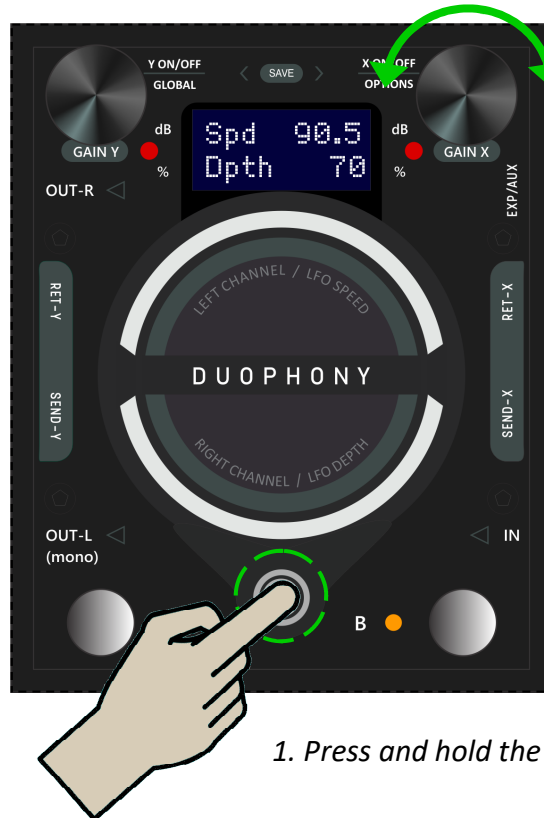 Y ON/OFF
GLOBAL
SAVE
X ON/OFF
OPTIONS
Spd 90.5
Dpth 70
dB
%
dB
%
GAIN Y
GAIN X
OUT-R
EXP/AUX
RET-Y
SEND-Y
RET-X
SEND-X
LEFT CHANNEL / LFO SPEED
DUOPHONY
RIGHT CHANNEL / LFO DEPTH
OUT-L
(mono)
IN
B
1. Press and hold the